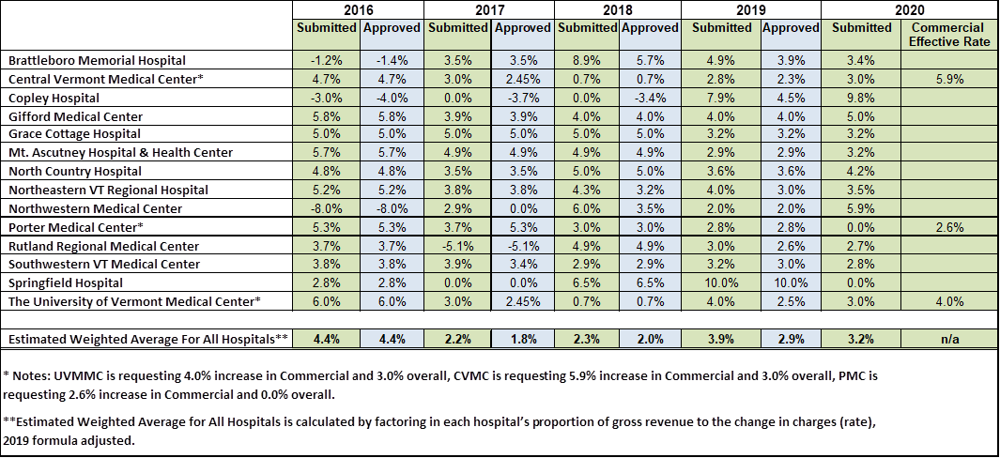 2016 2017 2018 2019 2020
Submitted Approved Submitted Approved Submitted Approved Submitted Approved Submitted Commercial Effective Rate
Brattleboro Memorial Hospital -1.2% -1.4% 3.5% 3.5% 8.9% 5.7% 4.9% 3.9% 3.4%
Central Vermont Medical Center* 4.7% 4.7% 3.0% 2.45% 0.7% 0.7% 2.8% 2.3% 3.0% 5.9%
Copley Hospital -3.0% -4.0% 0.0% -3.7% 0.0% -3.4% 7.9% 4.5% 9.8%
Gifford Medical Center 5.8% 5.8% 3.9% 3.9% 4.0% 4.0% 4.0% 4.0% 5.0%
Grace Cottage Hospital 5.0% 5.0% 5.0% 5.0% 5.0% 5.0% 3.2% 3.2% 3.2%
Mt. Ascutney Hospital & Health Center 5.7% 5.7% 4.9% 4.9% 4.9% 4.9% 2.9% 2.9% 3.2%
North Country Hospital 4.8% 4.8% 3.5% 3.5% 5.0% 5.0% 3.6% 3.6% 4.2%
Northeastern VT Regional Hospital 5.2% 5.2% 3.8% 3.8% 4.3% 3.2% 4.0% 3.0% 3.5%
Northwestern Medical Center -8.0% -8.0% 2.9% 0.0% 6.0% 3.5% 2.0% 2.0% 5.9%
Porter Medical Center* 5.3% 5.3% 3.7% 5.3% 3.0% 3.0% 2.8% 2.8% 0.0% 2.6%
Rutland Regional Medical Center 3.7% 3.7% -5.1% -5.1% 4.9% 4.9% 3.0% 2.6% 2.7%
Southwestern VT Medical Center 3.8% 3.8% 3.9% 3.4% 2.9% 2.9% 3.2% 3.0% 2.8%
Springfield Hospital 2.8% 2.8% 0.0% 0.0% 6.5% 6.5% 10.0% 10.0% 0.0%
The University of Vermont Medical Center* 6.0% 6.0% 3.0% 2.45% 0.7% 0.7% 4.0% 2.5% 3.0% 4.0%
Estimated Weighted Average For All Hospitals** 4.4% 4.4% 2.2% 1.8% 2.3% 2.0% 3.9% 2.9% 3.2% n/a
* Notes: UVMMC is requesting 4.0% increase in Commercial and 3.0% overall, CVMC is requesting 5.9% increase in Commercial and 3.0% overall, PMC is
requesting 2.6% increase in Commercial and 0.0% overall.
**Estimated Weighted Average for All Hospitals is calculated by factoring in each hospital's proportion of gross revenue to the change in charges (rate),
2019 formula adjusted.